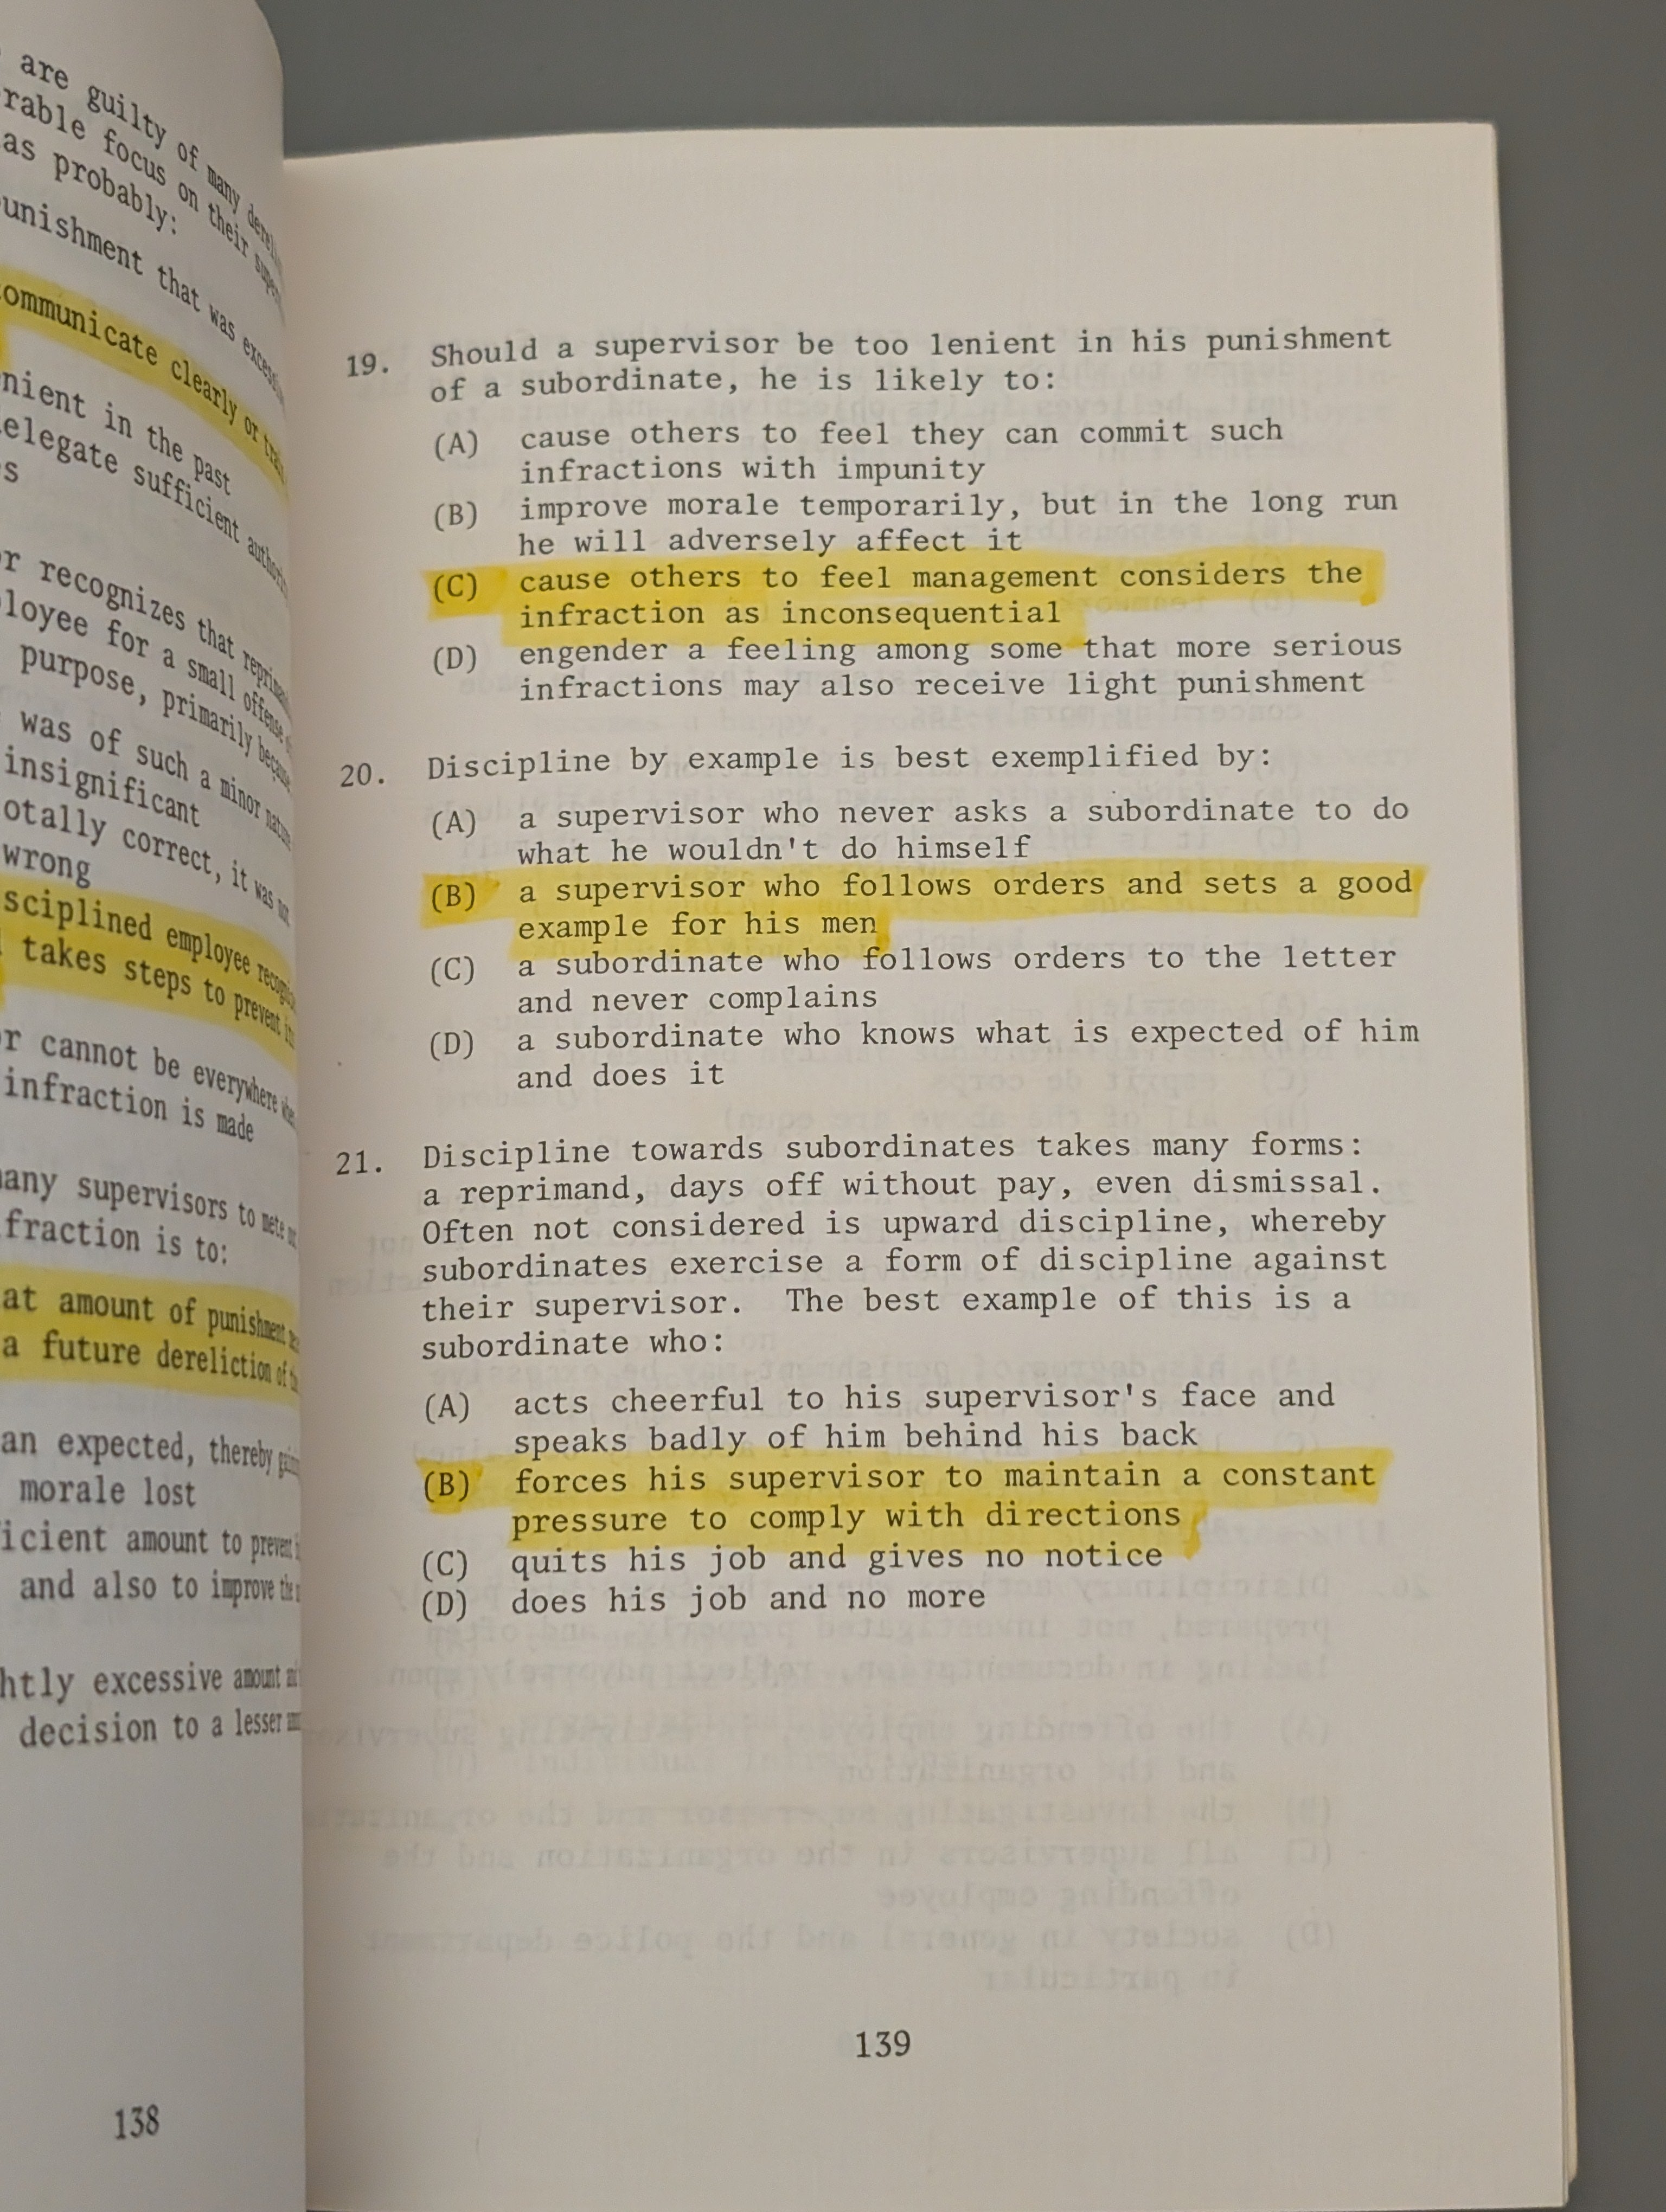 are guilty of many
rable focus on their
as probably:
unishment that was
ommunicate clearly or
nient in the past
elegate sufficient
s
r recognizes that
loyee for a small offense
purpose, primarily because
was of such a minor nature
insignificant
otally correct, it was not
wrong
sciplined employee
takes steps to prevent
r cannot be everywhere
infraction is made
any supervisors to mete
fraction is to:
at amount of punishment
a future dereliction of
an expected, thereby
morale lost
icient amount to prevent
and also to improve the
htly excessive amount
decision to a lesser
138
19. Should a supervisor be too lenient in his punishment
of a subordinate, he is likely to:
(A) cause others to feel they can commit such
infractions with impunity
(B) improve morale temporarily, but in the long run
he will adversely affect it
(C) cause others to feel management considers the
infraction as inconsequential
(D) engender a feeling among some that more serious
infractions may also receive light punishment
20. Discipline by example is best exemplified by:
(A) a supervisor who never asks a subordinate to do
what he wouldn't do himself
(B) a supervisor who follows orders and sets a good
example for his men
(C) a subordinate who follows orders to the letter
and never complains
(D) a subordinate who knows what is expected of him
and does it
21. Discipline towards subordinates takes many forms:
a reprimand, days off without pay, even dismissal.
Often not considered is upward discipline, whereby
subordinates exercise a form of discipline against
their supervisor. The best example of this is a
subordinate who:
(A) acts cheerful to his supervisor's face and
speaks badly of him behind his back
(B) forces his supervisor to maintain a constant
pressure to comply with directions
(C) quits his job and gives no notice
(D) does his job and no more
139